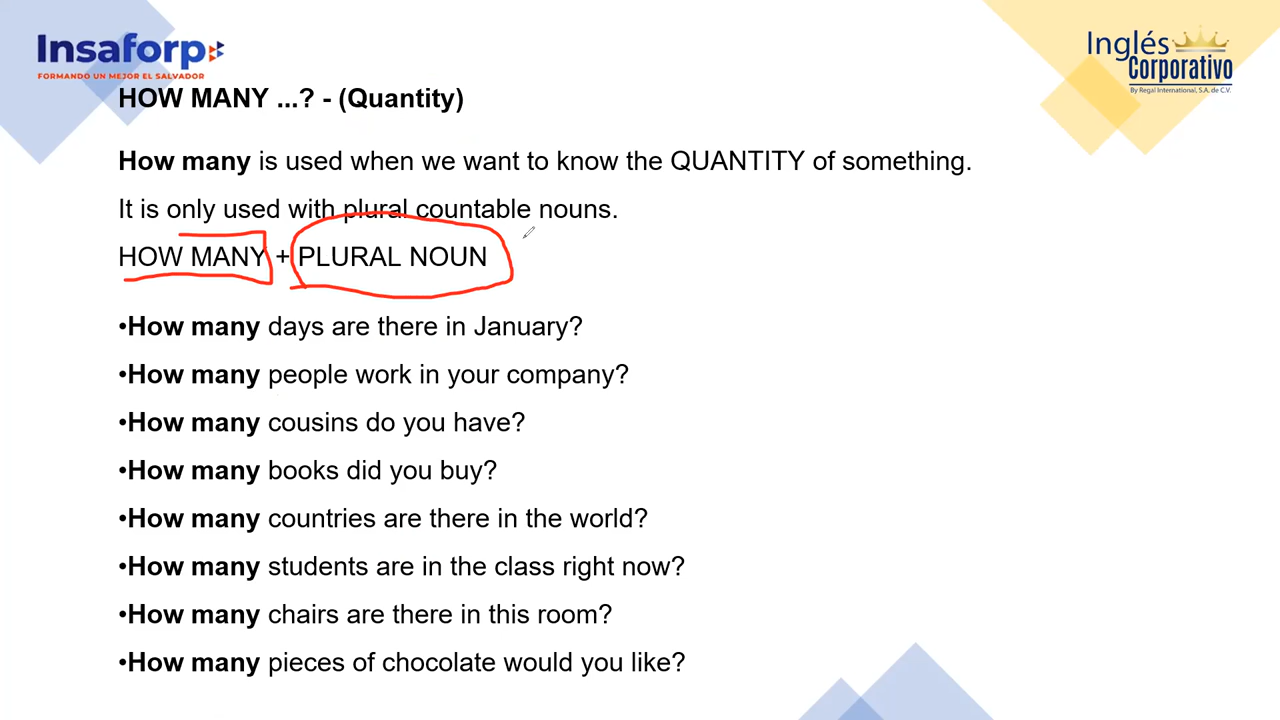 Insaforp
FORMANDO UN MEJOR EL SALVADOR
Inglés
Corporativo
By Regal International, S.A. de C.V.
HOW MANY ...? - (Quantity)
How many is used when we want to know the QUANTITY of something.
It is only used with plural countable nouns.
HOW MANY + PLURAL NOUN
•How many days are there in January?
•How many people work in your company?
•How many cousins do you have?
•How many books did you buy?
•How many countries are there in the world?
•How many students are in the class right now?
•How many chairs are there in this room?
•How many pieces of chocolate would you like?